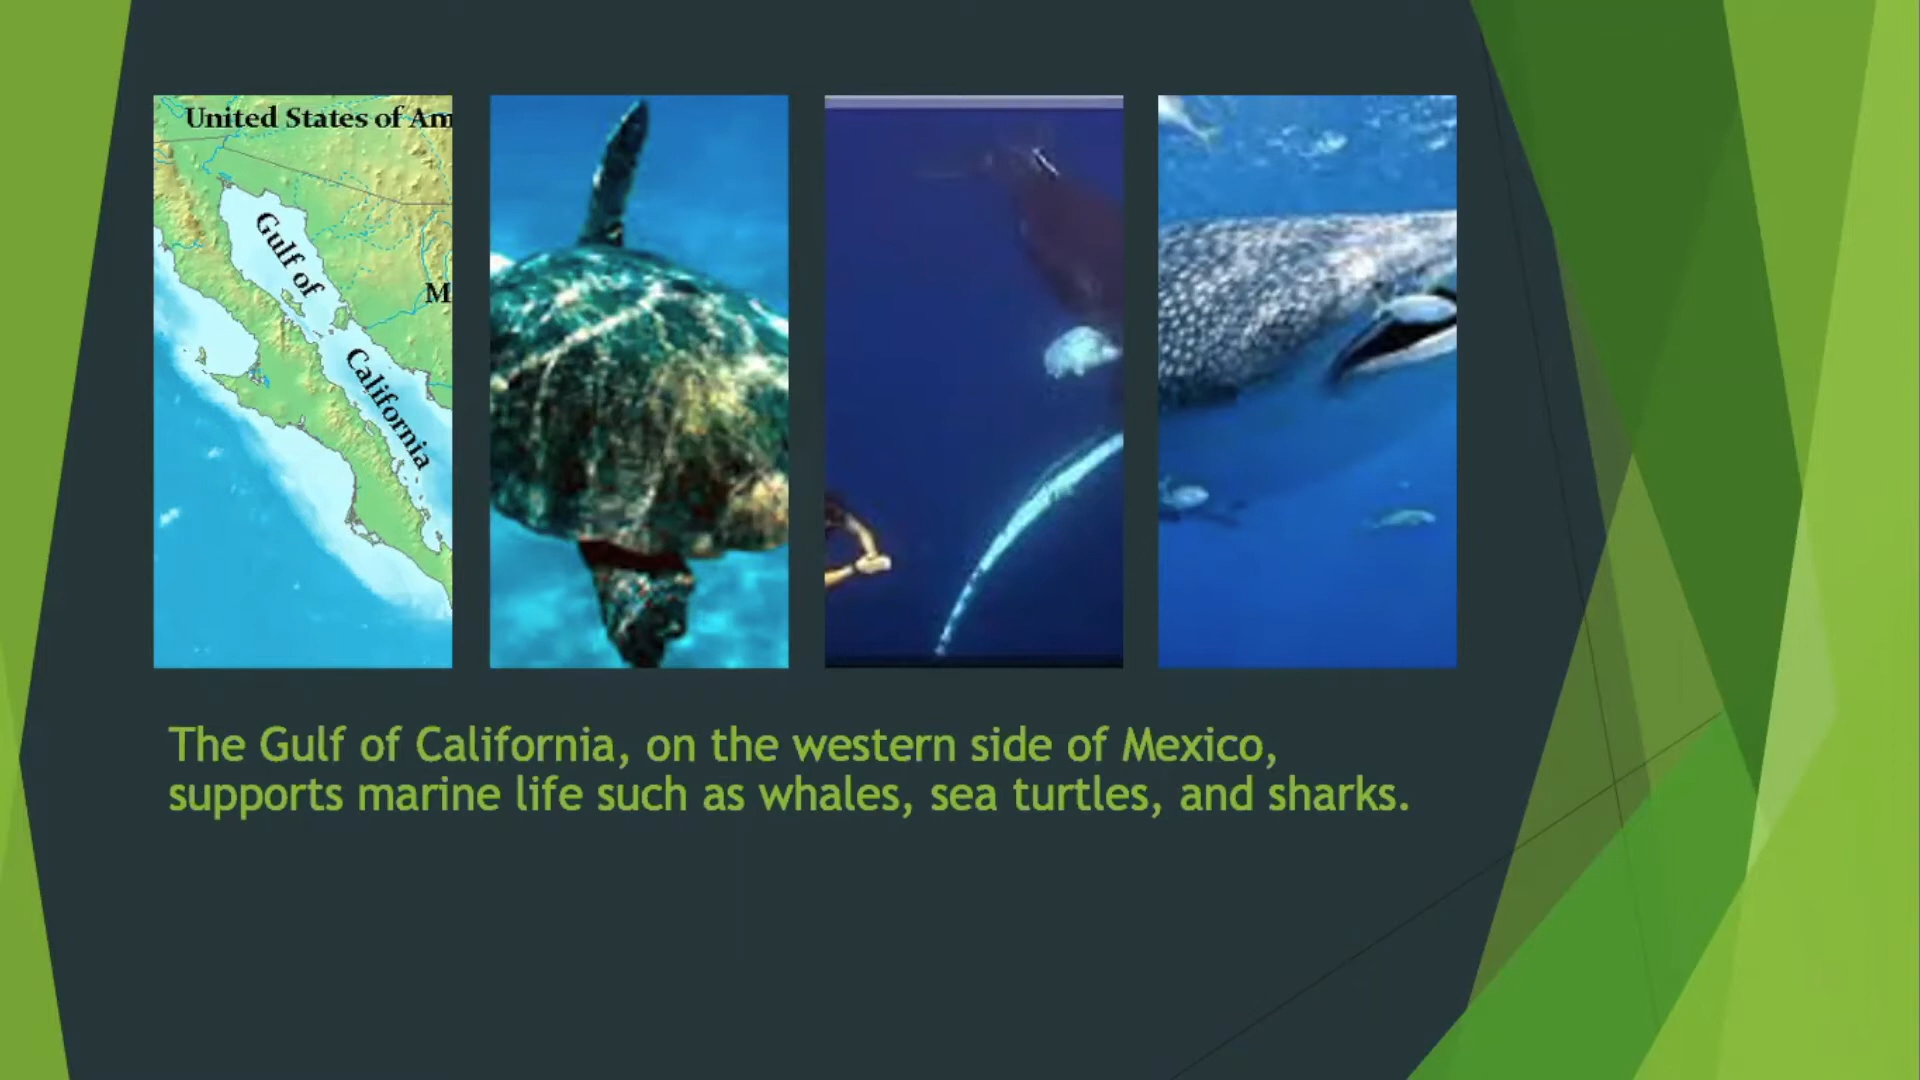 United States of Am
Gulf of
M
California
The Gulf of California, on the western side of Mexico,
supports marine life such as whales, sea turtles, and sharks.